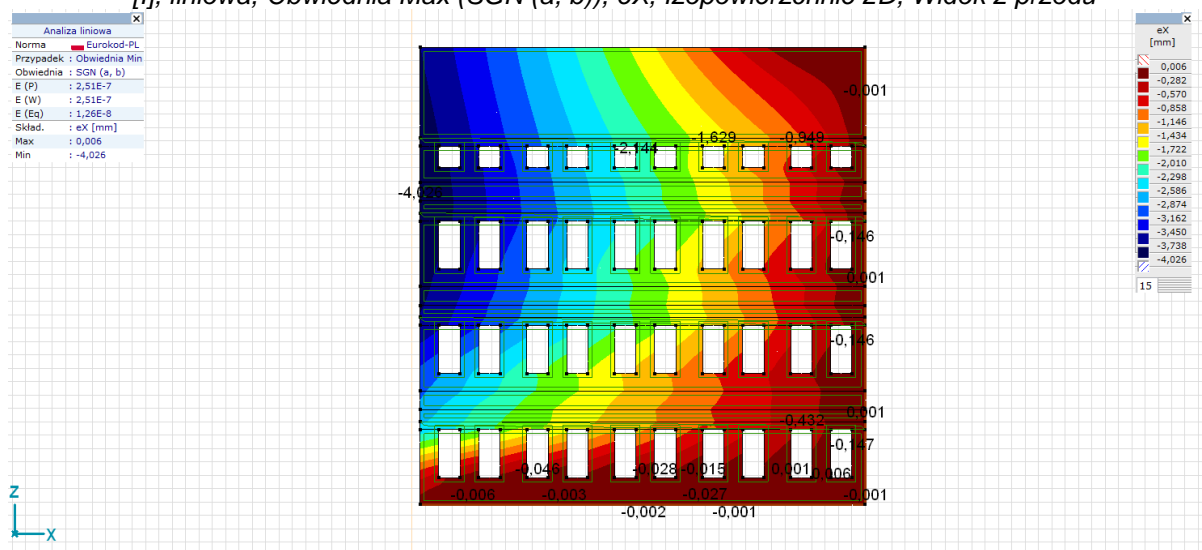 [I], liniowa, Obwiednia Max (SGN (a, b)), eX, Izopowierzchnie 2D, Widok z przodu
Analiza liniowa
Norma Eurokod-PL
Przypadek : Obwiednia Min
Obwiednia : SGN (a, b)
E (P) : 2,51E-7
E (W) : 2,51E-7
E (Eq) : 1,26E-8
Skład. : eX [mm]
Max : 0,006
Min : -4,026
eX
[mm]
0,006
-0,282
-0,570
-0,858
-1,146
-1,434
-1,722
-2,010
-2,298
-2,586
-2,874
-3,162
-3,450
-3,738
-4,026
15
-0,001
-1,629
-0,949
-2,144
-0,146
0,001
-0,146
0,001
-0,432
-0,147
-0,046
-0,028
-0,015
0,001
0,006
-0,006
-0,003
-0,027
-0,001
-0,002
-0,001
Z
X